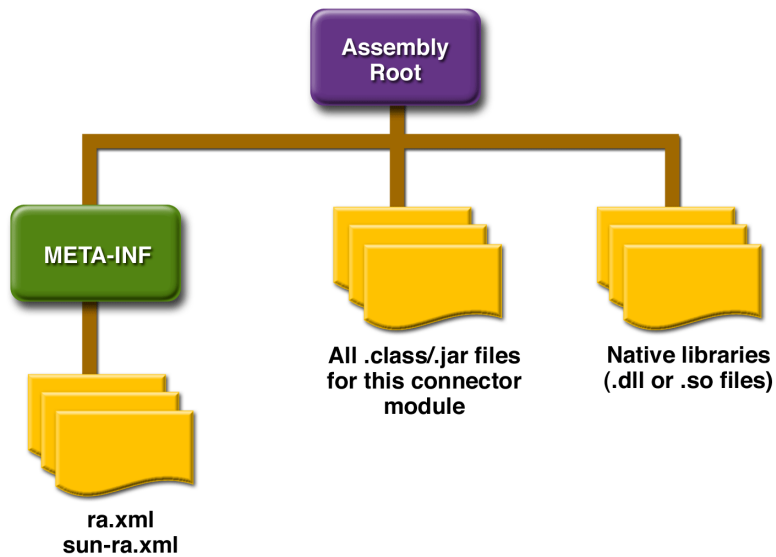 Assembly
Root
META-INF
All .class/.jar files
for this connector
module
Native libraries
(.dll or .so files)
ra.xml
sun-ra.xml